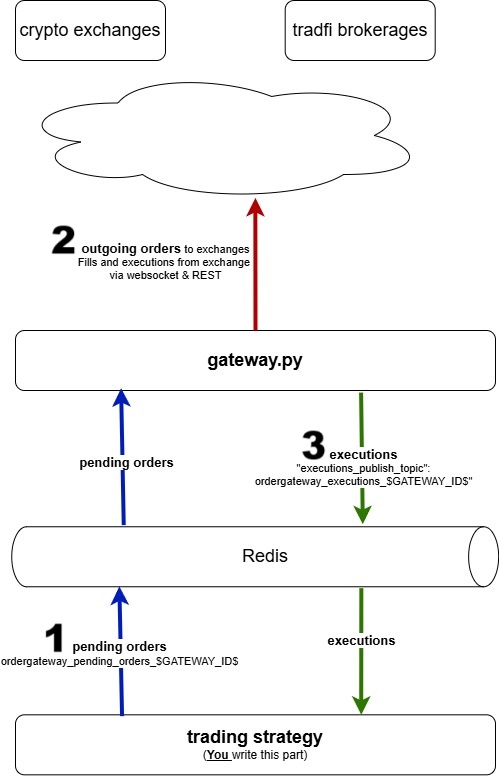 crypto exchanges
tradfi brokerages
2 outgoing orders to exchanges
Fills and executions from exchange
via websocket & REST
gateway.py
pending orders
3 executions
"executions_publish_topic":
ordergateway_executions_$GATEWAY_ID$"
Redis
1 pending orders
ordergateway_pending_orders_$GATEWAY_ID$
executions
trading strategy
(You write this part)